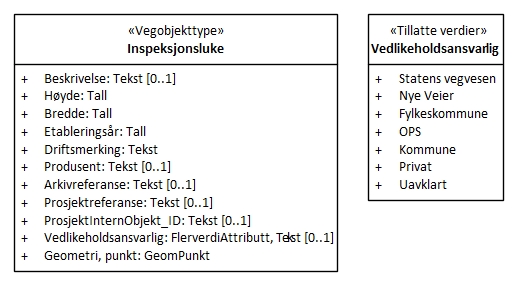 «Vegobjekttype»
Inspeksjonsluke
+ Beskrivelse: Tekst [0..1]
+ Høyde: Tall
+ Bredde: Tall
+ Etableringsår: Tall
+ Driftsmerking: Tekst
+ Produsent: Tekst [0..1]
+ Arkivreferanse: Tekst [0..1]
+ Prosjektreferanse: Tekst [0..1]
+ ProsjektInternObjekt_ID: Tekst [0..1]
+ Vedlikeholdsansvarlig: FlerverdiAttributt, Tekst [0..1]
+ Geometri, punkt: GeomPunkt
«Tillatte verdier»
Vedlikeholdsansvarlig
+ Statens vegvesen
+ Nye Veier
+ Fylkeskommune
+ OPS
+ Kommune
+ Privat
+ Uavklart